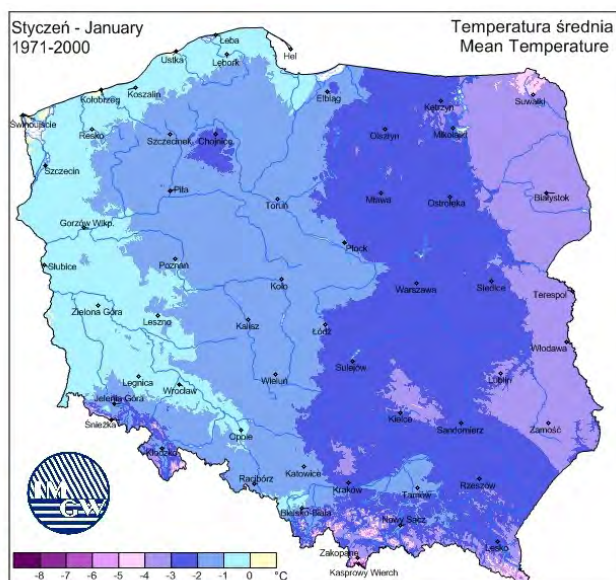 Styczeń - January
1971-2000
Temperatura średnia
Mean Temperature
Łeba
Ustka
Hel
Lębork
Koszalin
Kołobrzeg
Elbląg
Kętrzyn
Suwałki
Świnoujście
Resko
Szczecinek
Chojnice
Olsztyn
Mikołajki
Szczecin
Piła
Toruń
Mława
Ostrołęka
Białystok
Gorzów Wlkp.
Płock
Słubice
Poznań
Koło
Warszawa
Siedlce
Terespol
Zielona Góra
Leszno
Kalisz
Łódź
Włodawa
Sulejów
Legnica
Wrocław
Wieluń
Lublin
Jelenia Góra
Śnieżka
Kielce
Sandomierz
Zamość
Opole
Kłodzko
Katowice
Racibórz
Kraków
Tarnów
Rzeszów
Bielsko-Biała
Nowy Sącz
Lesko
Zakopane
Kasprowy Wierch
IM
GW
-8 -7 -6 -5 -4 -3 -2 -1 0 °C